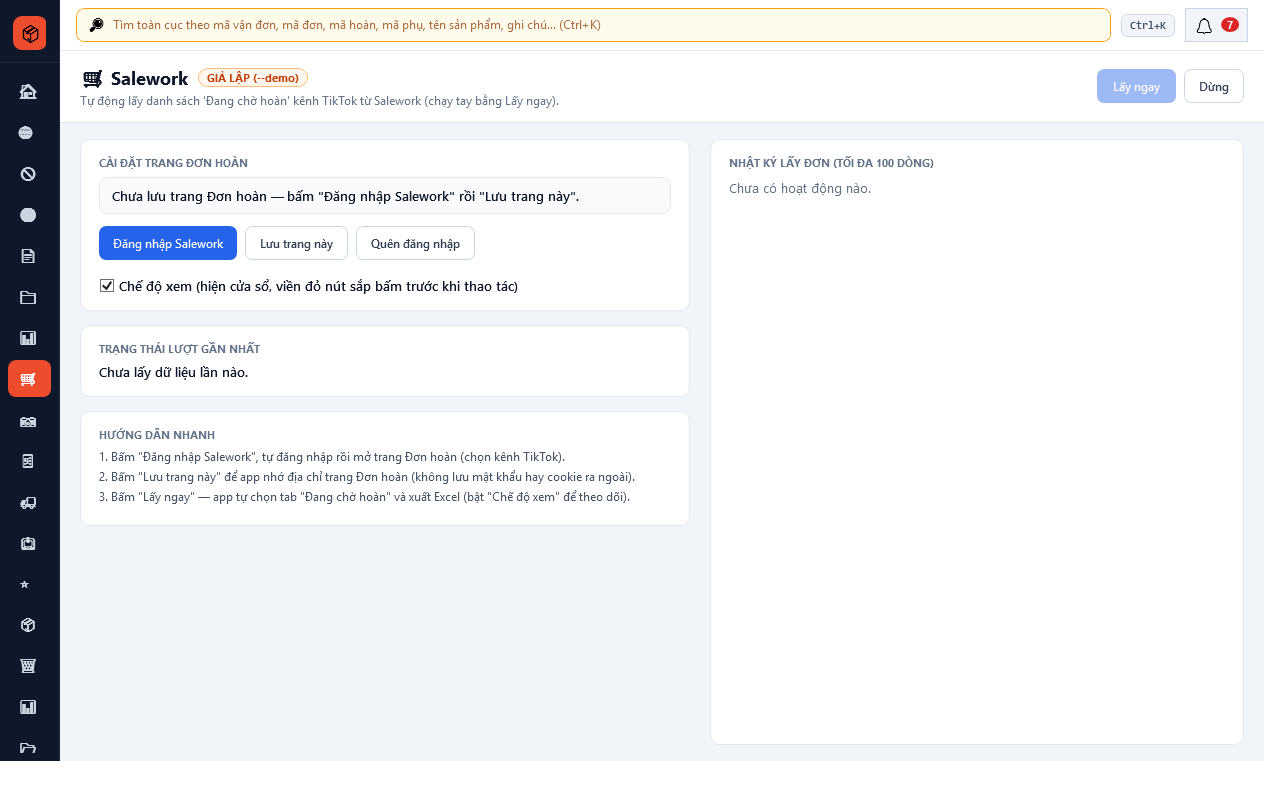 Tìm toàn cục theo mã vận đơn, mã đơn, mã hoàn, mã phụ, tên sản phẩm, ghi chú... (Ctrl+K)
Ctrl+K
7
Salework
GIẢ LẬP (--demo)
Tự động lấy danh sách 'Đang chờ hoàn' kênh TikTok từ Salework (chạy tay bằng Lấy ngay).
Lấy ngay
Dừng
CÀI ĐẶT TRANG ĐƠN HOÀN
Chưa lưu trang Đơn hoàn — bấm "Đăng nhập Salework" rồi "Lưu trang này".
Đăng nhập Salework
Lưu trang này
Quên đăng nhập
Chế độ xem (hiện cửa sổ, viền đỏ nút sắp bấm trước khi thao tác)
TRẠNG THÁI LƯỢT GẦN NHẤT
Chưa lấy dữ liệu lần nào.
HƯỚNG DẪN NHANH
1. Bấm "Đăng nhập Salework", tự đăng nhập rồi mở trang Đơn hoàn (chọn kênh TikTok).
2. Bấm "Lưu trang này" để app nhớ địa chỉ trang Đơn hoàn (không lưu mật khẩu hay cookie ra ngoài).
3. Bấm "Lấy ngay" — app tự chọn tab "Đang chờ hoàn" và xuất Excel (bật "Chế độ xem" để theo dõi).
NHẬT KÝ LẤY ĐƠN (TỐI ĐA 100 DÒNG)
Chưa có hoạt động nào.